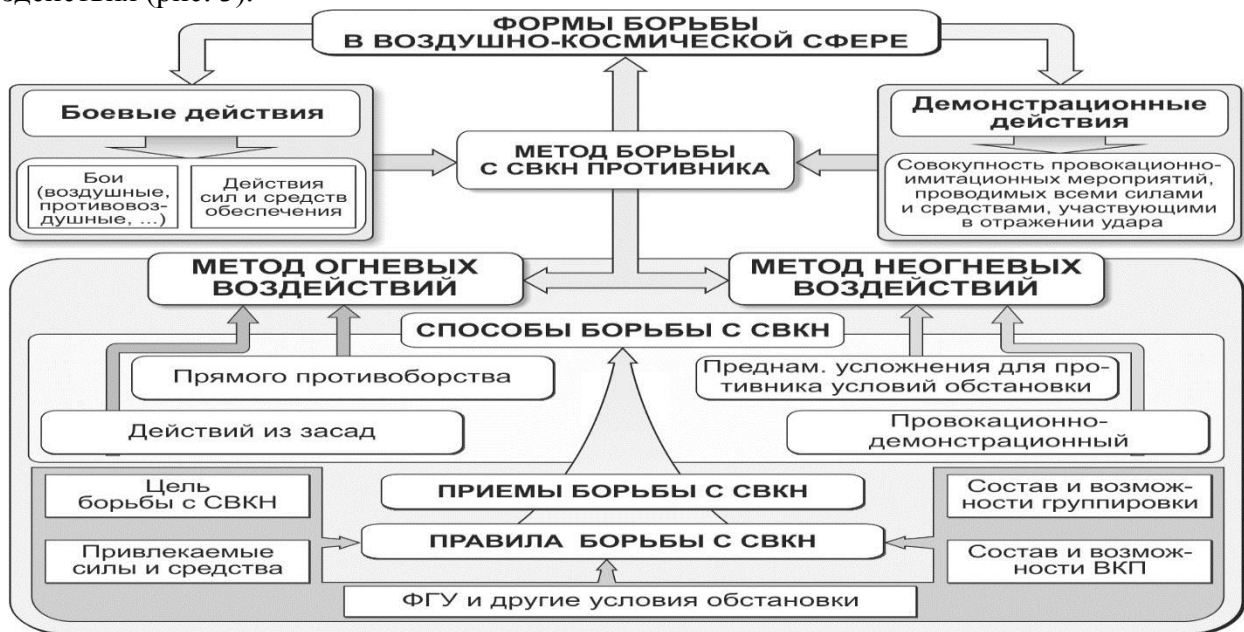 (рис. 3).
ФОРМЫ БОРЬБЫ
В ВОЗДУШНО-КОСМИЧЕСКОЙ СФЕРЕ
Боевые действия
Бои
(воздушные,
противовоз-
душные, ...)
Действия
сил и средств
обеспечения
МЕТОД БОРЬБЫ
С СВКН ПРОТИВНИКА
Демонстрационные
действия
Совокупность провокационно-
имитационных мероприятий,
проводимых всеми силами
и средствами, участвующими
в отражении удара
МЕТОД ОГНЕВЫХ
ВОЗДЕЙСТВИЙ
МЕТОД НЕОГНЕВЫХ
ВОЗДЕЙСТВИЙ
СПОСОБЫ БОРЬБЫ С СВКН
Прямого противоборства
Преднам. усложнения для про-
тивника условий обстановки
Действий из засад
Провокационно-
демонстрационный
Цель
борьбы с СВКН
ПРИЕМЫ БОРЬБЫ С СВКН
Состав и возмож-
ности группировки
Привлекаемые
силы и средства
ПРАВИЛА БОРЬБЫ С СВКН
Состав и возмож-
ности ВКП
ФГУ и другие условия обстановки